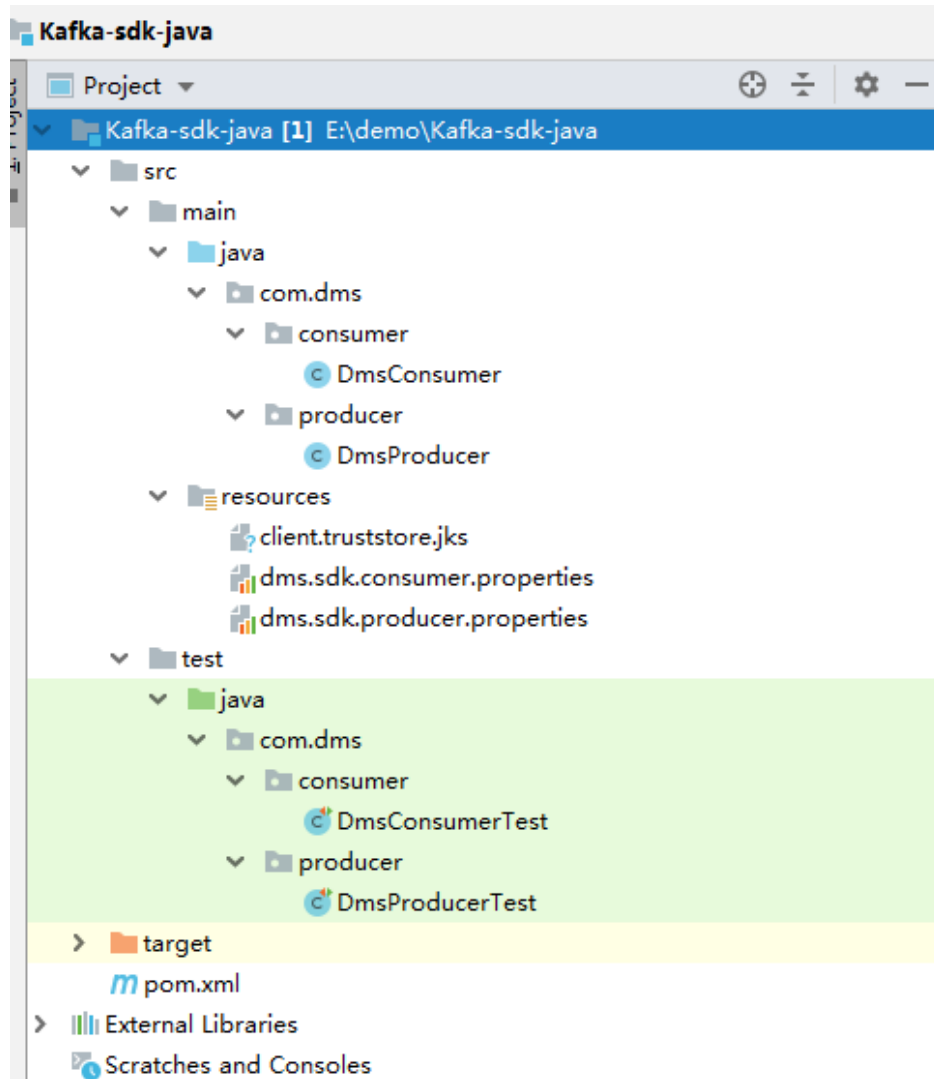 Kafka-sdk-java
Project
Kafka-sdk-java [1] E:\demo\Kafka-sdk-java
src
main
java
com.dms
consumer
DmsConsumer
producer
DmsProducer
resources
client.truststore.jks
dms.sdk.consumer.properties
dms.sdk.producer.properties
test
java
com.dms
consumer
DmsConsumerTest
producer
DmsProducerTest
target
pom.xml
External Libraries
Scratches and Consoles